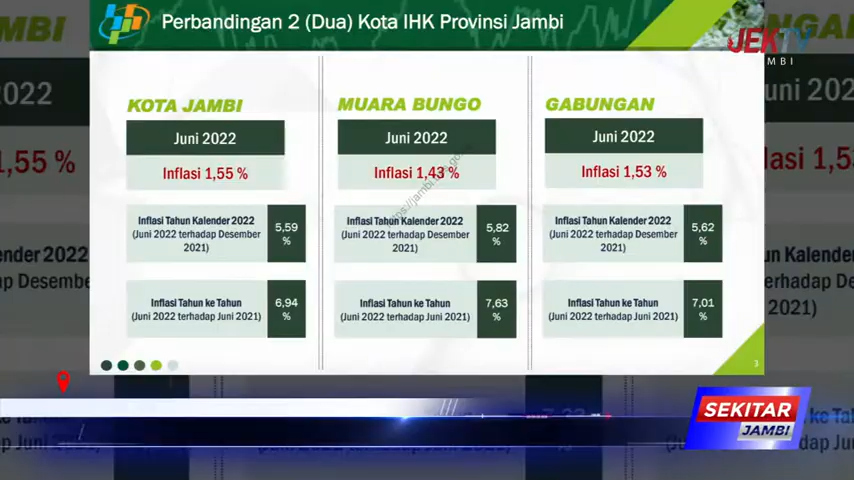 Perbandingan 2 (Dua) Kota IHK Provinsi Jambi
JEKTV
JAMBI
KOTA JAMBI
Juni 2022
Inflasi 1,55 %
Inflasi Tahun Kalender 2022
(Juni 2022 terhadap Desember
2021)
5,59
%
Inflasi Tahun ke Tahun
(Juni 2022 terhadap Juni 2021)
6,94
%
MUARA BUNGO
Juni 2022
Inflasi 1,43 %
Inflasi Tahun Kalender 2022
(Juni 2022 terhadap Desember
2021)
5,82
%
Inflasi Tahun ke Tahun
(Juni 2022 terhadap Juni 2021)
7,63
%
GABUNGAN
Juni 2022
Inflasi 1,53 %
Inflasi Tahun Kalender 2022
(Juni 2022 terhadap Desember
2021)
5,62
%
Inflasi Tahun ke Tahun
(Juni 2022 terhadap Juni 2021)
7,01
%
3
SEKITAR
JAMBI